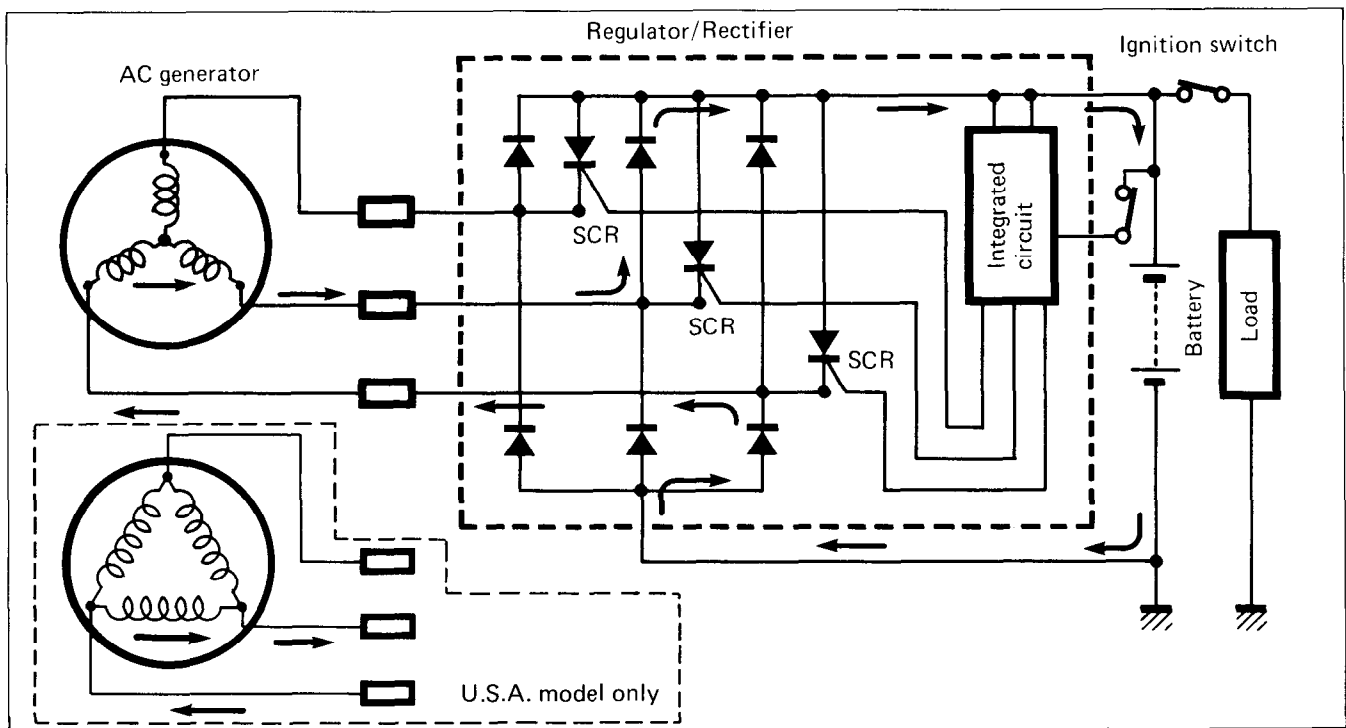 Regulator/Rectifier
Ignition switch
AC generator
SCR
SCR
SCR
Integrated
circuit
Battery
Load
U.S.A. model only